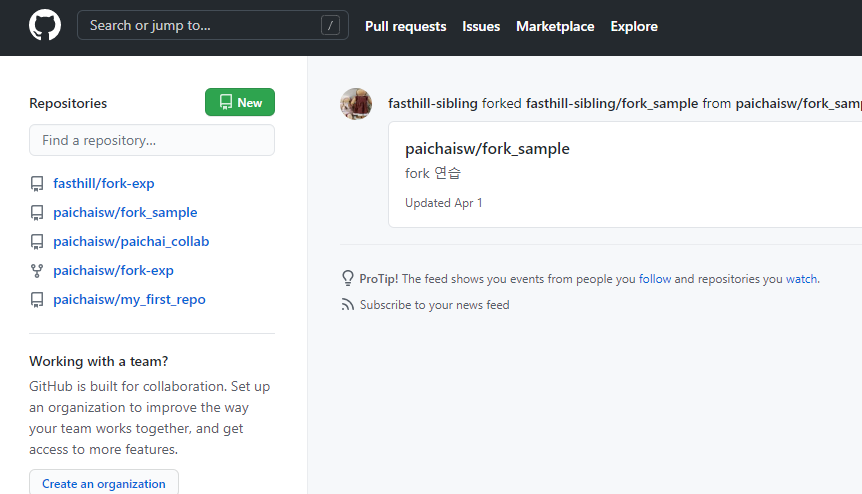 Search or jump to... /
Pull requests Issues Marketplace Explore
Repositories
New
Find a repository...
fasthill/fork-exp
paichaisw/fork_sample
paichaisw/paichai_collab
paichaisw/fork-exp
paichaisw/my_first_repo
Working with a team?
GitHub is built for collaboration. Set up
an organization to improve the way
your team works together, and get
access to more features.
Create an organization
fasthill-sibling forked fasthill-sibling/fork_sample from paichaisw/fork_sam
paichaisw/fork_sample
fork 연습
Updated Apr 1
ProTip! The feed shows you events from people you follow and repositories you watch.
Subscribe to your news feed